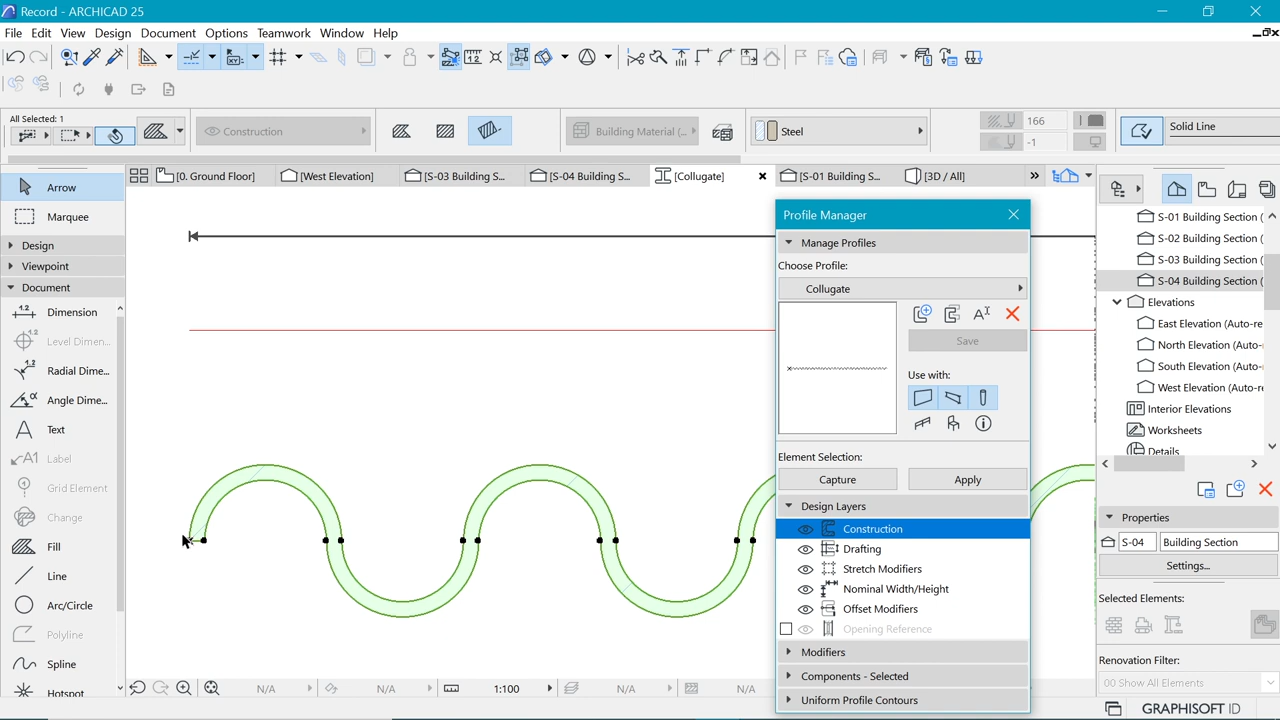 Record - ARCHICAD 25
File Edit View Design Document Options Teamwork Window Help
All Selected: 1
Construction
Building Material (...
Steel
166
-1
Solid Line
[0. Ground Floor]
[West Elevation]
[S-03 Building S...
[S-04 Building S...
[Collugate]
[S-01 Building S...
[3D / All]
Arrow
Marquee
Design
Viewpoint
Document
Dimension
Level Dimen...
Radial Dime...
Angle Dime...
Text
Label
Grid Element
Change
Fill
Line
Arc/Circle
Polyline
Spline
Hotspot
Profile Manager
Manage Profiles
Choose Profile:
Collugate
Save
Use with:
Element Selection:
Capture
Apply
Design Layers
Construction
Drafting
Stretch Modifiers
Nominal Width/Height
Offset Modifiers
Opening Reference
Modifiers
Components - Selected
Uniform Profile Contours
S-01 Building Section (
S-02 Building Section (
S-03 Building Section (
S-04 Building Section (
Elevations
East Elevation (Auto-re
North Elevation (Auto-
South Elevation (Auto-
West Elevation (Auto-r
Interior Elevations
Worksheets
Details
Properties
S-04
Building Section
Settings...
Selected Elements:
Renovation Filter:
00 Show All Elements
N/A
N/A
1:100
N/A
N/A
GRAPHISOFT ID